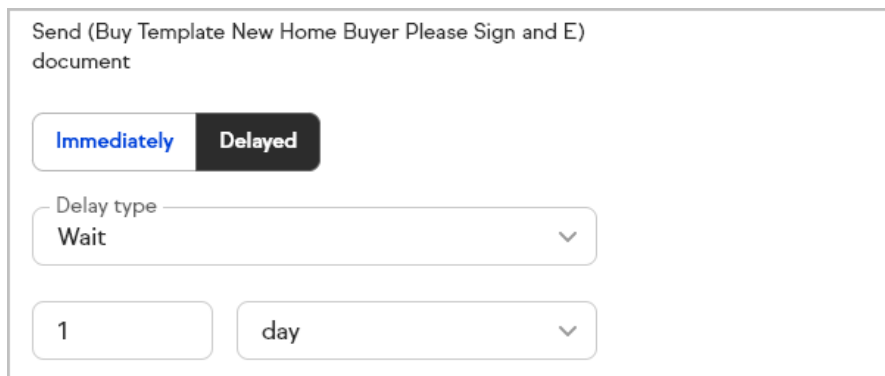 Send (Buy Template New Home Buyer Please Sign and E)
document
Immediately Delayed
Delay type
Wait
1 day